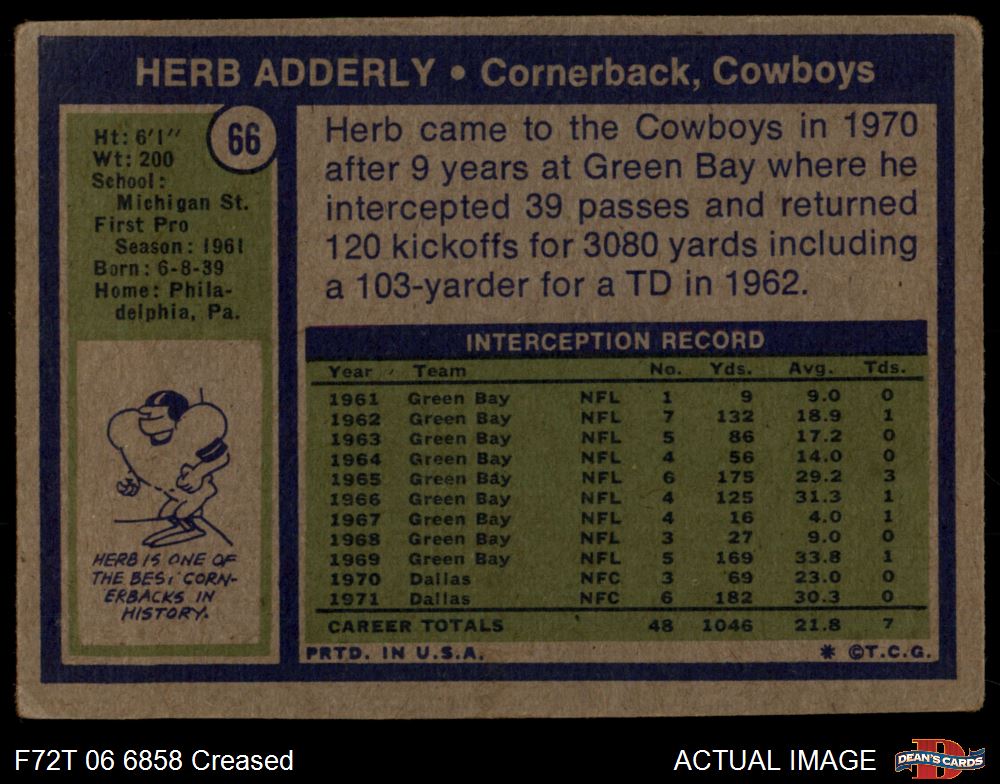 HERB ADDERLY • Cornerback, Cowboys
66
Ht: 6'1''
Wt: 200
School:
Michigan St.
First Pro
Season: 1961
Born: 6-8-39
Home: Phila-
delphia, Pa.
HERB IS ONE OF
THE BEST CORN-
ERBACKS IN
HISTORY.
Herb came to the Cowboys in 1970
after 9 years at Green Bay where he
intercepted 39 passes and returned
120 kickoffs for 3080 yards including
a 103-yarder for a TD in 1962.
INTERCEPTION RECORD
Year Team No. Yds. Avg. Tds.
1961 Green Bay NFL 1 9 9.0 0
1962 Green Bay NFL 7 132 18.9 1
1963 Green Bay NFL 5 86 17.2 0
1964 Green Bay NFL 4 56 14.0 0
1965 Green Bay NFL 6 175 29.2 3
1966 Green Bay NFL 4 125 31.3 1
1967 Green Bay NFL 4 16 4.0 1
1968 Green Bay NFL 3 27 9.0 0
1969 Green Bay NFL 5 169 33.8 1
1970 Dallas NFC 3 69 23.0 0
1971 Dallas NFC 6 182 30.3 0
CAREER TOTALS 48 1046 21.8 7
PRTD. IN U.S.A. * ©T.C.G.
F72T 06 6858 Creased
ACTUAL IMAGE
DEAN'S CARDS